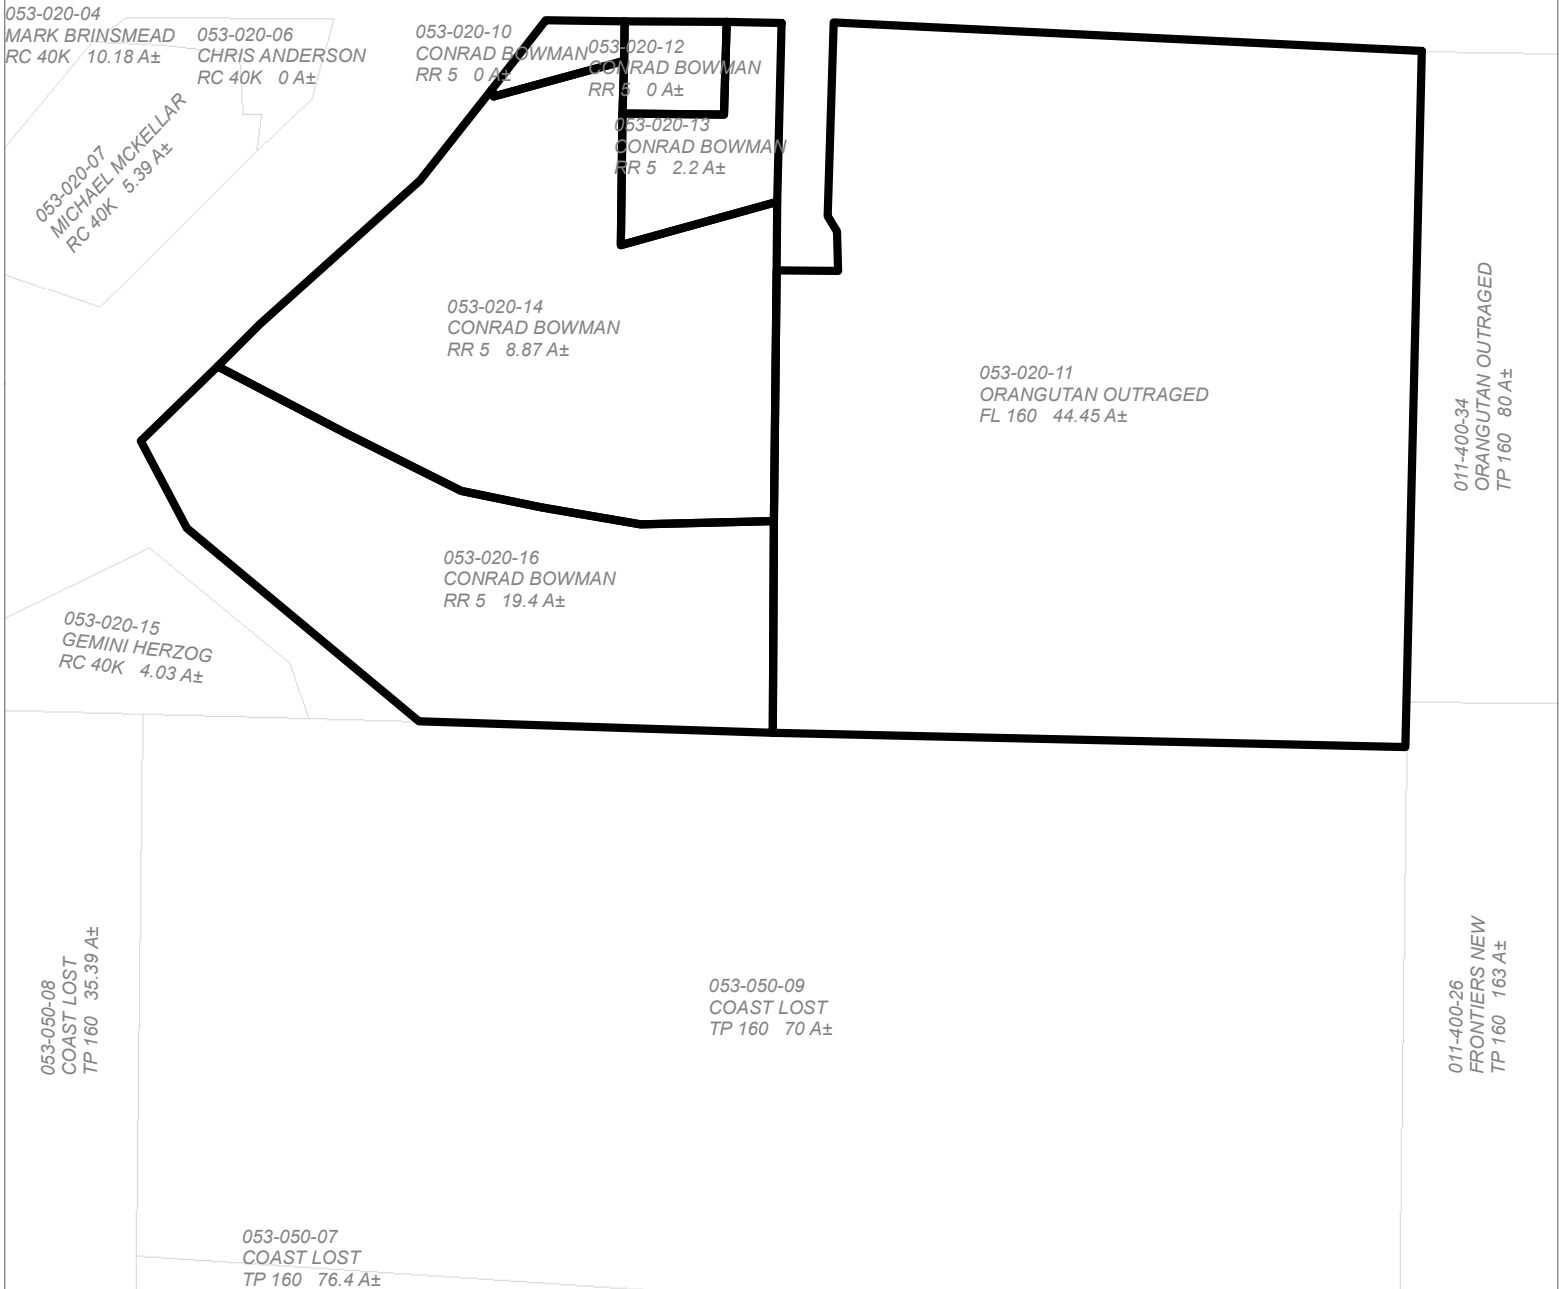 053-020-04
MARK BRINSMEAD
RC 40K 10.18 A±
053-020-06
CHRIS ANDERSON
RC 40K 0 A±
053-020-10
CONRAD BOWMAN
RR 5 0 A±
053-020-12
CONRAD BOWMAN
RR 5 0 A±
053-020-13
CONRAD BOWMAN
RR 5 2.2 A±
053-020-07
MICHAEL MCKELLAR
RC 40K 5.39 A±
053-020-14
CONRAD BOWMAN
RR 5 8.87 A±
053-020-11
ORANGUTAN OUTRAGED
FL 160 44.45 A±
011-400-34
ORANGUTAN OUTRAGED
TP 160 80 A±
053-020-16
CONRAD BOWMAN
RR 5 19.4 A±
053-020-15
GEMINI HERZOG
RC 40K 4.03 A±
053-050-08
COAST LOST
TP 160 35.39 A±
053-050-09
COAST LOST
TP 160 70 A±
011-400-26
FRONTIERS NEW
TP 160 163 A±
053-050-07
COAST LOST
TP 160 76.4 A±